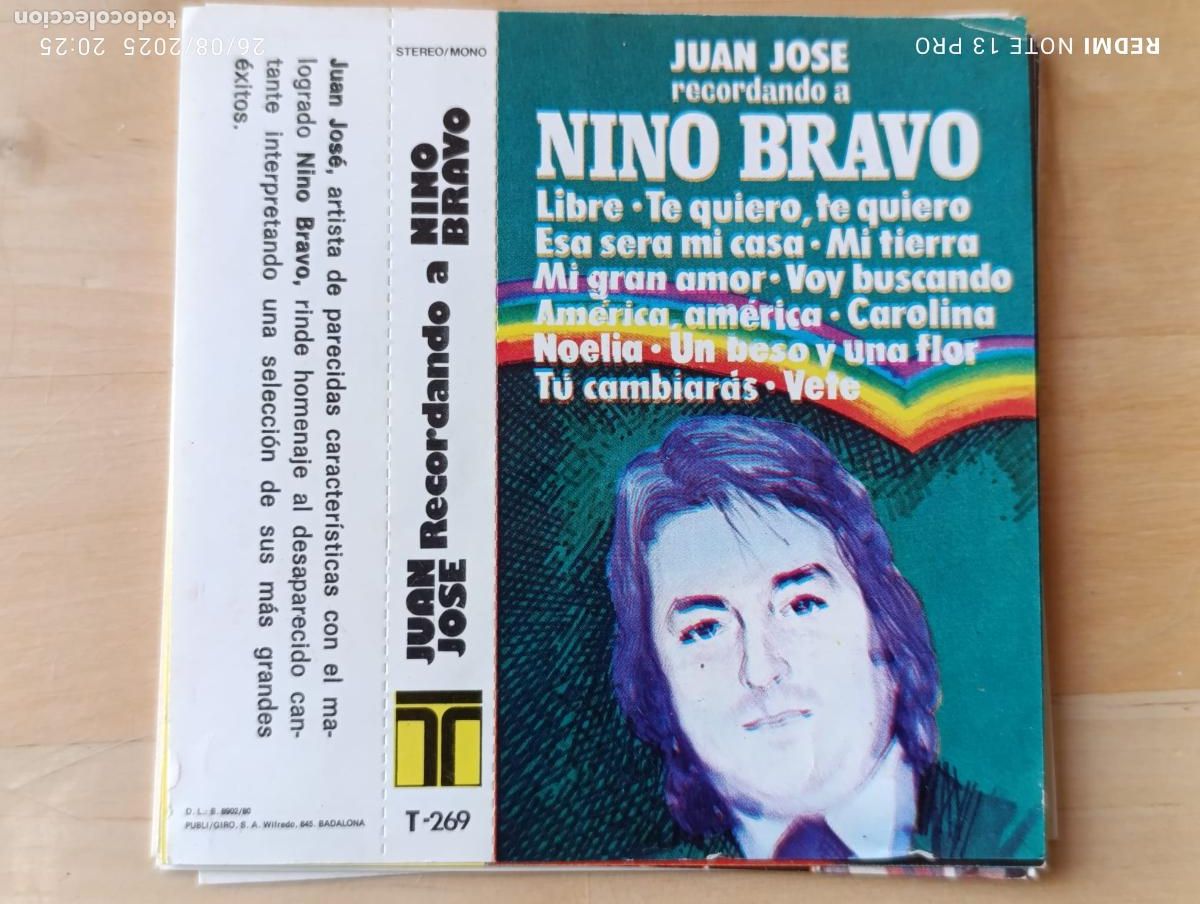 todocoleccion
26/08/2025 20:25
REDMI NOTE 13 PRO
JUAN JOSE
recordando a
NINO BRAVO
Libre · Te quiero, te quiero
Esa sera mi casa · Mi tierra
Mi gran amor · Voy buscando
América, américa · Carolina
Noelia · Un beso y una flor
Tú cambiarás · Vete
STEREO/MONO
JUAN JOSE Recordando a NINO BRAVO
T-269
Juan José, artista de parecidas características con el ma-
logrado Nino Bravo, rinde homenaje al desaparecido can-
tante interpretando una selección de sus más grandes
éxitos.
D. L.: B. 8902/80
PUBLI/GIRO, S. A. Wifredo, 645. BADALONA